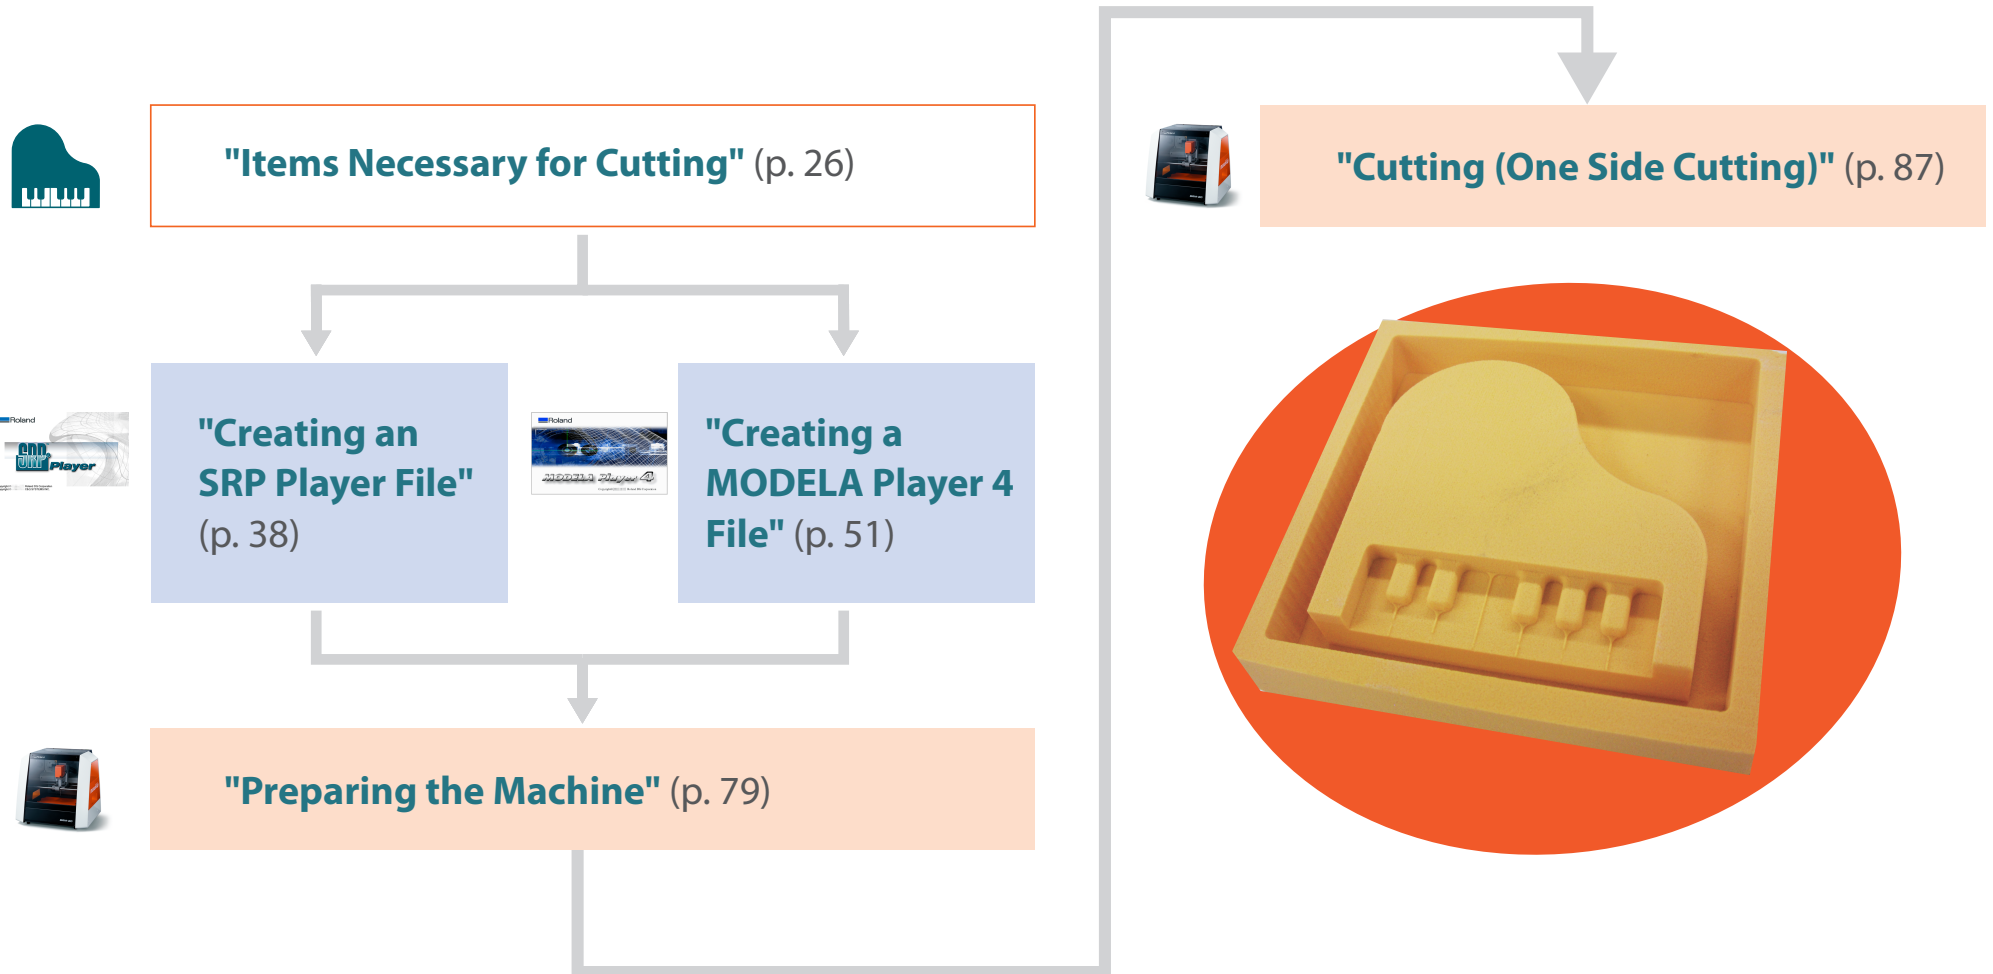 "Items Necessary for Cutting" (p. 26)
Roland
SRP Player
"Creating an
SRP Player File"
(p. 38)
Roland
MODELA Player 4
"Creating a
MODELA Player 4
File" (p. 51)
"Preparing the Machine" (p. 79)
"Cutting (One Side Cutting)" (p. 87)